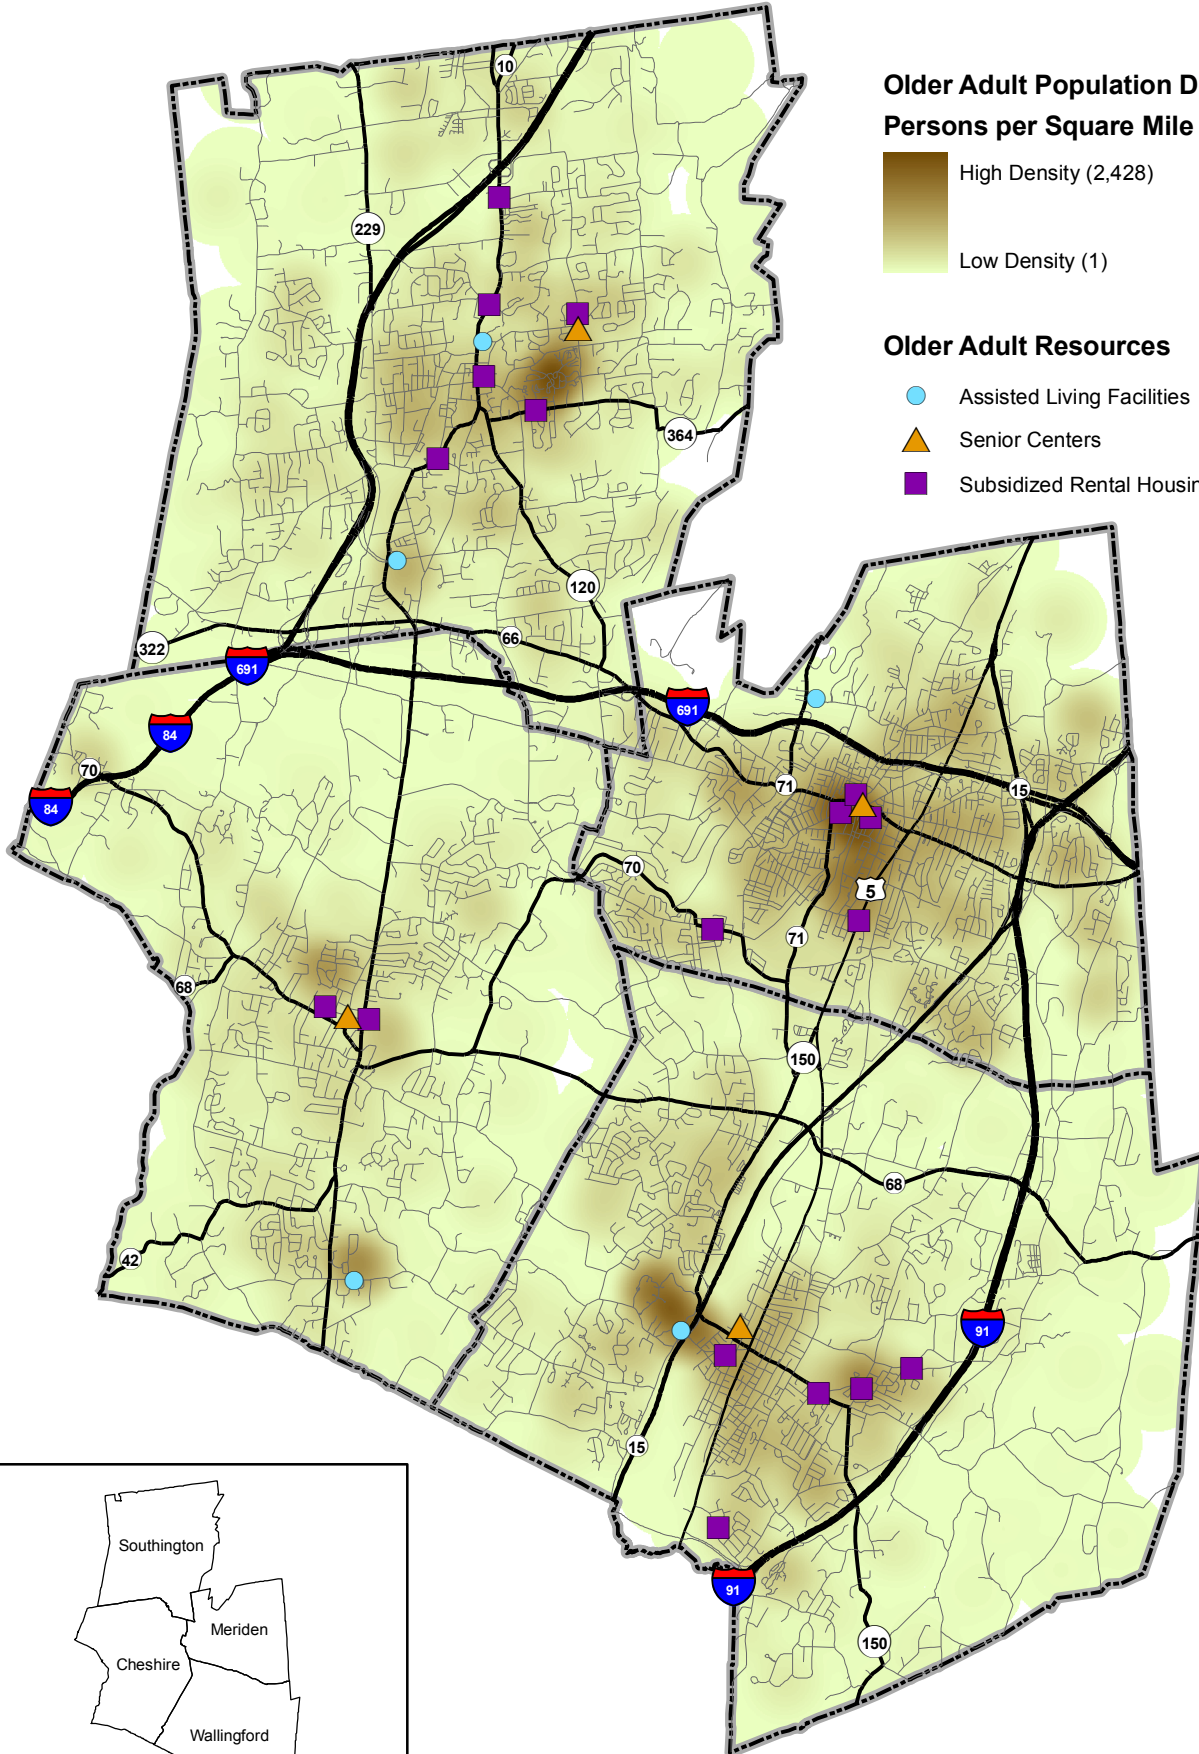 Older Adult Population D
Persons per Square Mile
High Density (2,428)
Low Density (1)
Older Adult Resources
Assisted Living Facilities
Senior Centers
Subsidized Rental Housin
10
229
364
120
322
66
691
691
84
70
84
71
15
70
5
71
68
150
68
42
91
15
91
150
Southington
Meriden
Cheshire
Wallingford